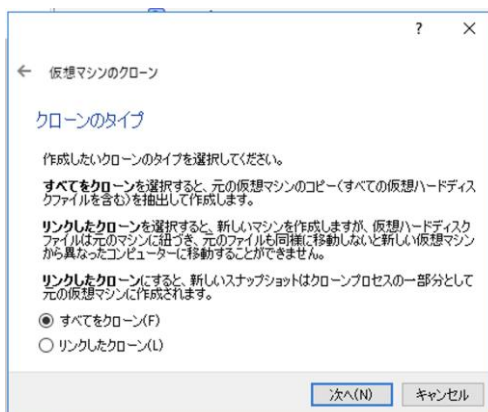 ?
仮想マシンのクローン
クローンのタイプ
作成したいクローンのタイプを選択してください。
すべてをクローンを選択すると、元の仮想マシンのコピー(すべての仮想ハードディス
クファイルを含む)を抽出して作成します。
リンクしたクローンを選択すると、新しいマシンを作成しますが、仮想ハードディスク
ファイルは元のマシンに紐づき、元のファイルも同様に移動しないと新しい仮想マシン
から異なったコンピューターに移動することができません。
リンクしたクローンにすると、新しいスナップショットはクローンプロセスの一部分として
元の仮想マシンに作成されます。
すべてをクローン(F)
リンクしたクローン(L)
次へ(N) キャンセル